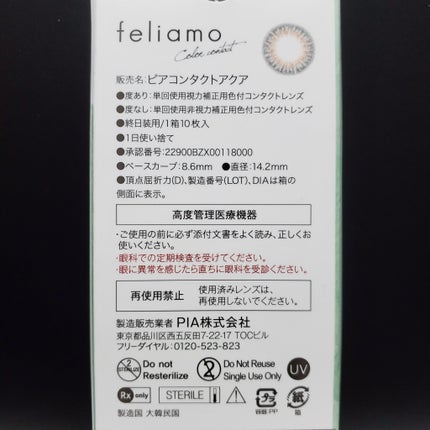 feliamo
Color contact
販売名：ピアコンタクトアクア
●度あり：単回使用視力補正用色付コンタクトレンズ
●度なし：単回使用非視力補正用色付コンタクトレンズ
●終日装用/1箱10枚入
●1日使い捨て
●承認番号：22900BZX00118000
●ベースカーブ：8.6mm ●直径：14.2mm
●頂点屈折力(D)、製造番号(LOT)、DIAは箱の
側面に表示。
高度管理医療機器
・ご使用の前に必ず添付文書をよく読み、正しくお
使いください。
・眼科での定期検査を受けてください。
・眼に異常を感じたら直ちに眼科を受診ください。
再使用禁止
使用済みレンズは、
再使用しないでください。
製造販売業者 PIA株式会社
東京都品川区西五反田7-22-17 TOCビル
フリーダイヤル：0120-523-823
2 Do not Resterilize
2 Do Not Reuse Single Use Only
UV
Rx only
STERILE
プラ
容器：PP
紙
箱
製造国 大韓民国